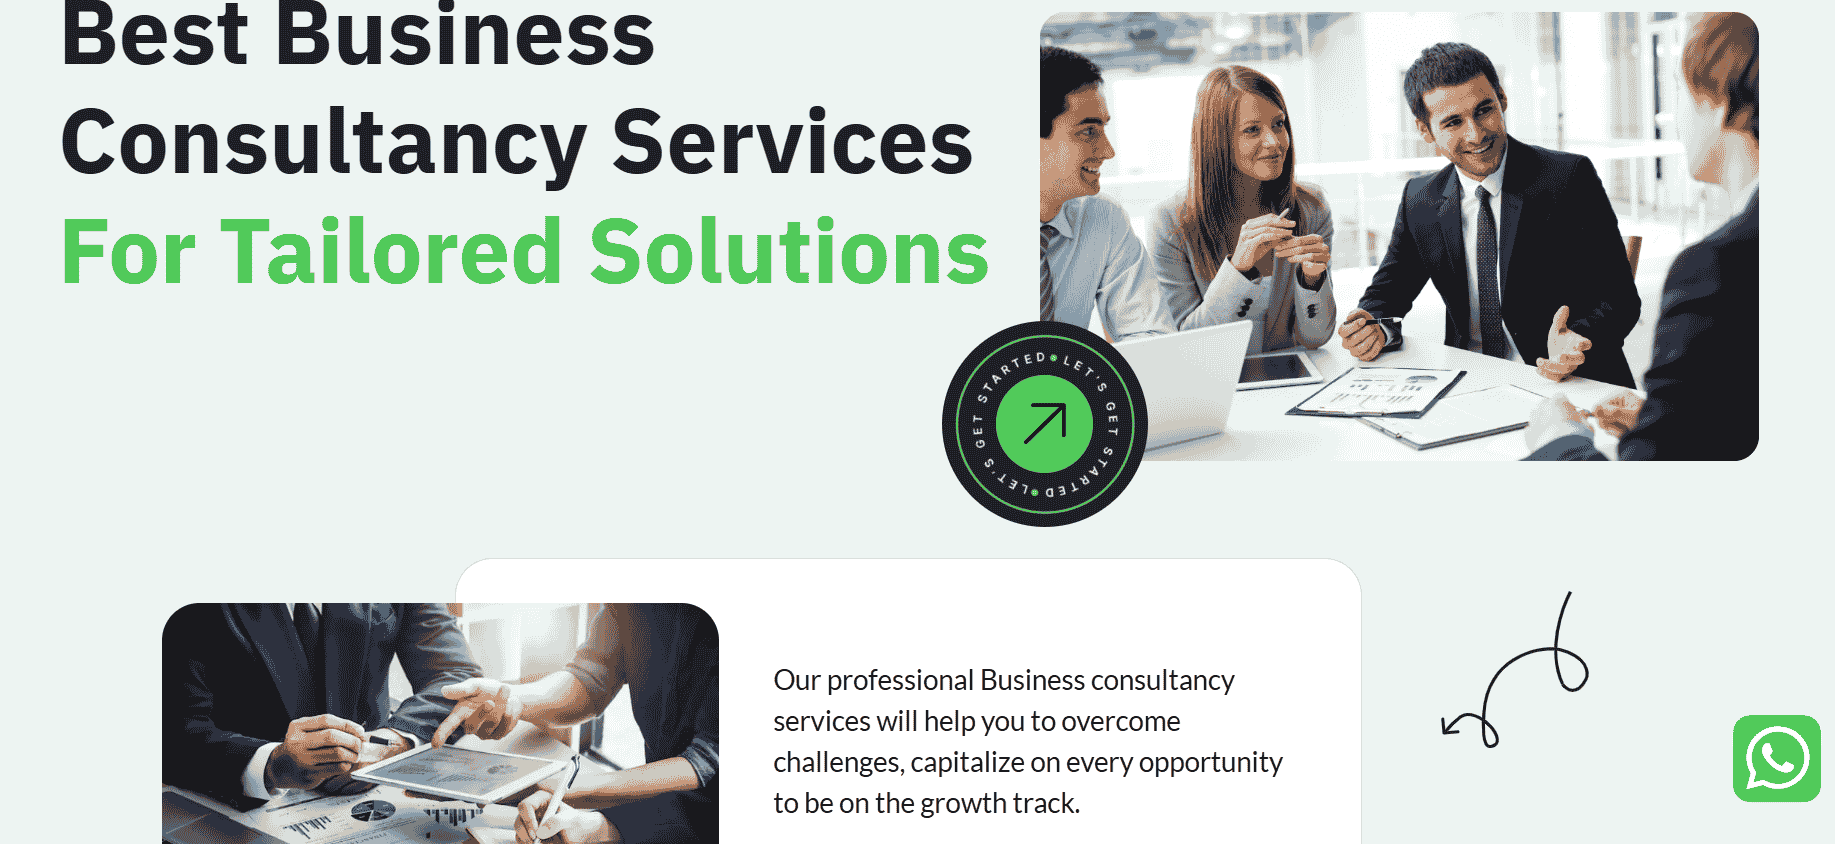 Best Business
Consultancy Services
For Tailored Solutions
LET'S GET STARTED
LET'S GET STARTED
Our professional Business consultancy
services will help you to overcome
challenges, capitalize on every opportunity
to be on the growth track.